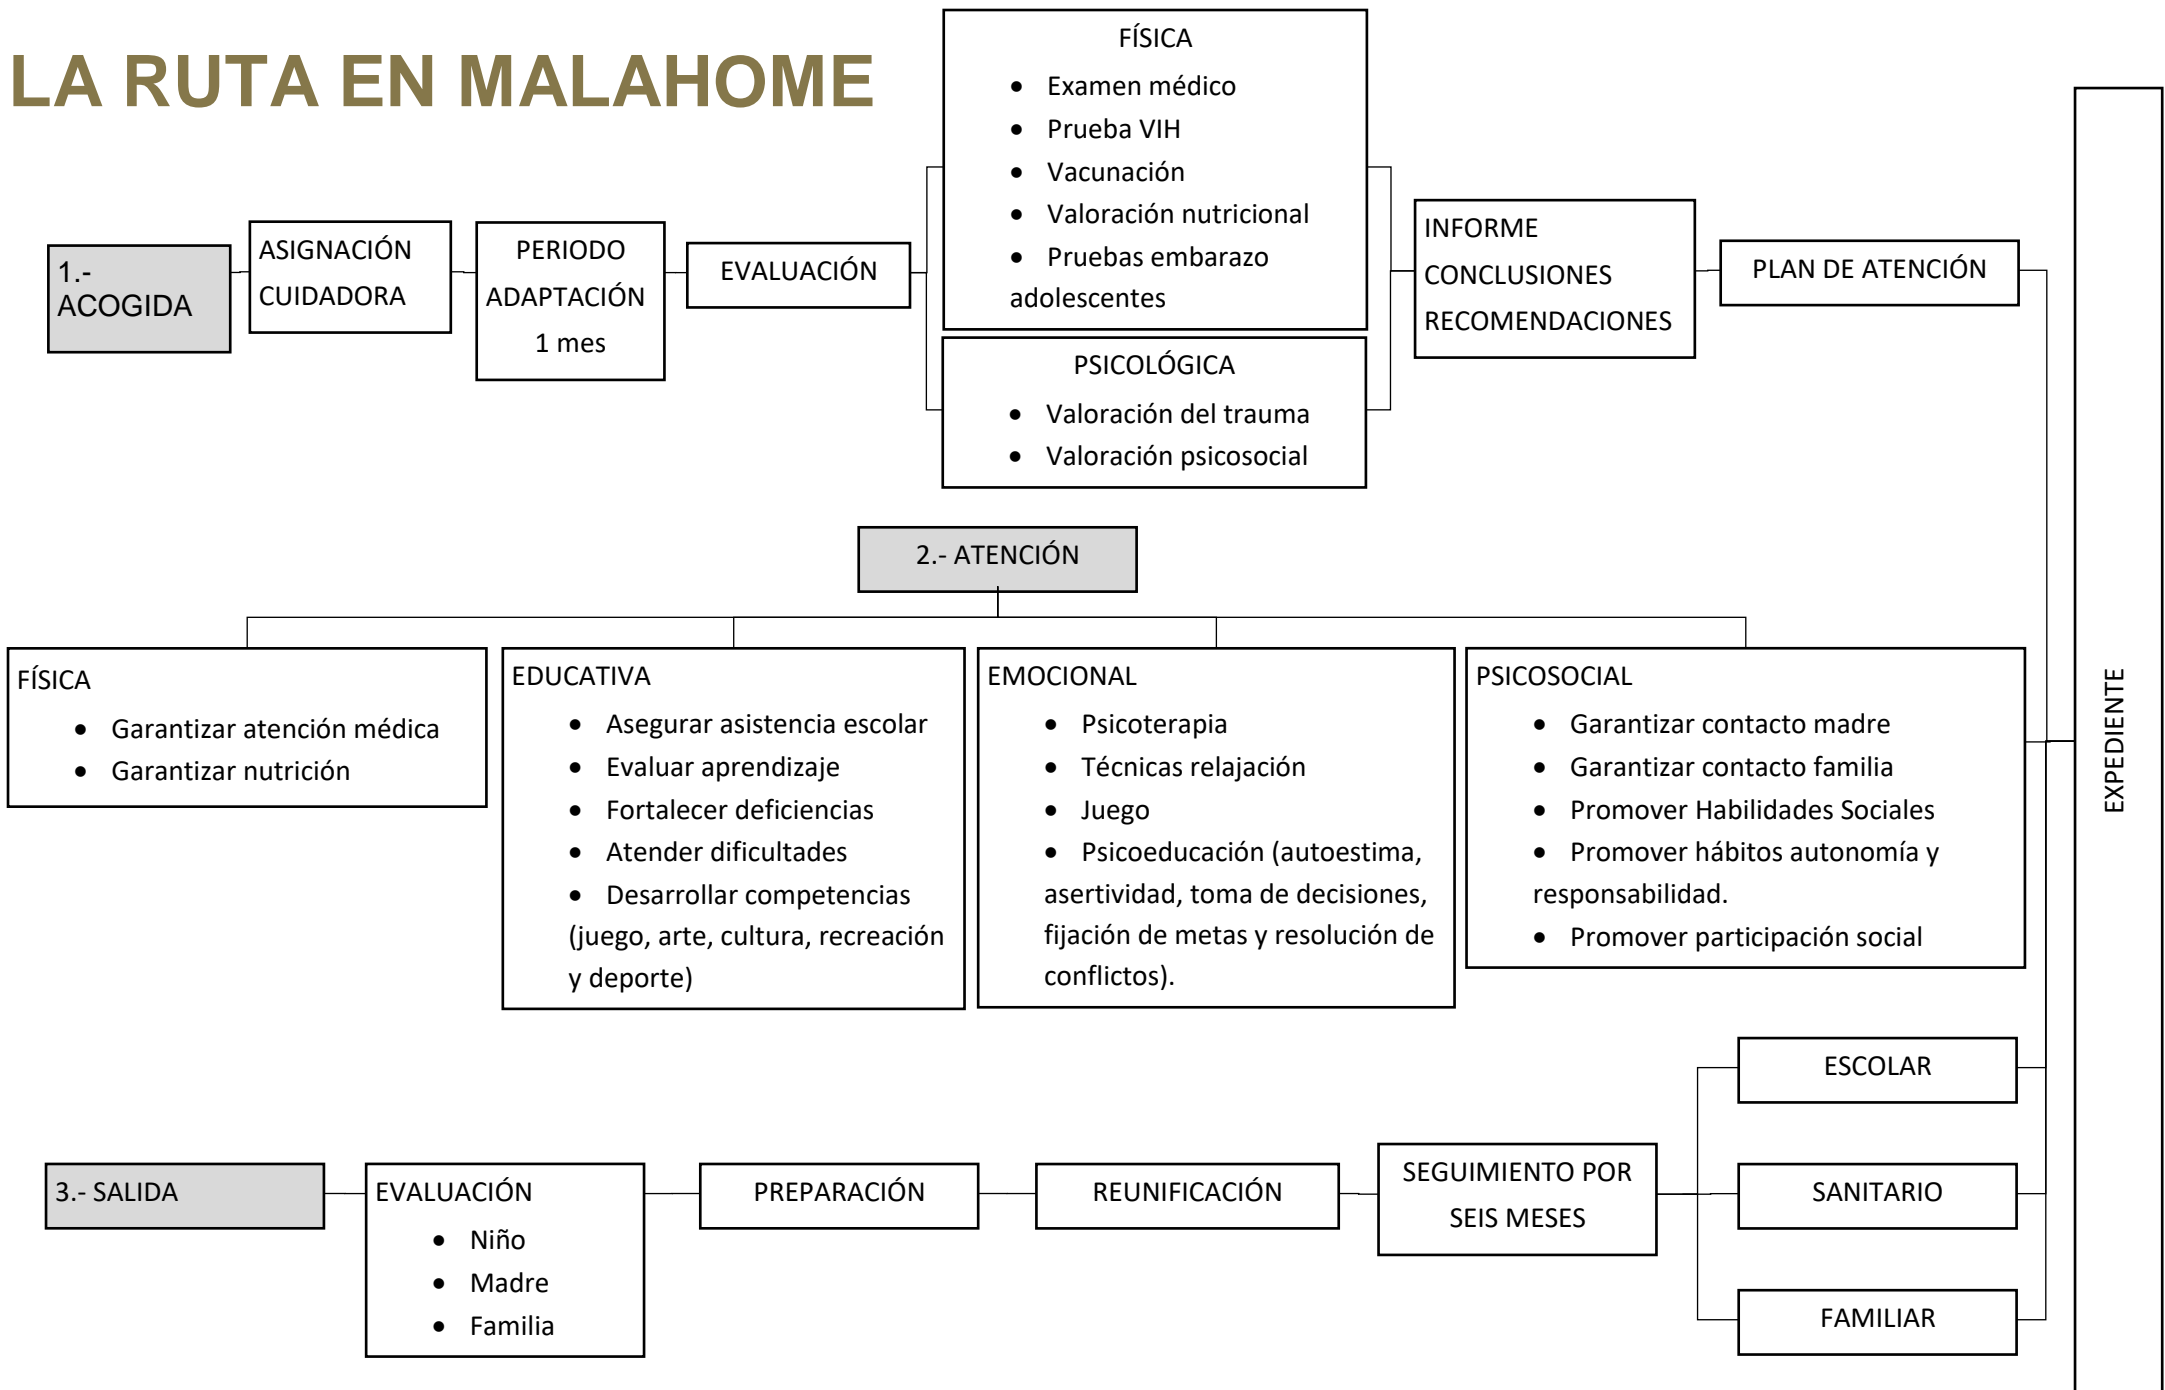 LA RUTA EN MALAHOME
1.-
ACOGIDA
ASIGNACIÓN
CUIDADORA
PERIODO
ADAPTACIÓN
1 mes
EVALUACIÓN
FÍSICA
• Examen médico
• Prueba VIH
• Vacunación
• Valoración nutricional
• Pruebas embarazo
adolescentes
PSICOLÓGICA
• Valoración del trauma
• Valoración psicosocial
INFORME
CONCLUSIONES
RECOMENDACIONES
PLAN DE ATENCIÓN
EXPEDIENTE
2.- ATENCIÓN
FÍSICA
• Garantizar atención médica
• Garantizar nutrición
EDUCATIVA
• Asegurar asistencia escolar
• Evaluar aprendizaje
• Fortalecer deficiencias
• Atender dificultades
• Desarrollar competencias
(juego, arte, cultura, recreación
y deporte)
EMOCIONAL
• Psicoterapia
• Técnicas relajación
• Juego
• Psicoeducación (autoestima,
asertividad, toma de decisiones,
fijación de metas y resolución de
conflictos).
PSICOSOCIAL
• Garantizar contacto madre
• Garantizar contacto familia
• Promover Habilidades Sociales
• Promover hábitos autonomía y
responsabilidad.
• Promover participación social
3.- SALIDA
EVALUACIÓN
• Niño
• Madre
• Familia
PREPARACIÓN
REUNIFICACIÓN
SEGUIMIENTO POR
SEIS MESES
ESCOLAR
SANITARIO
FAMILIAR